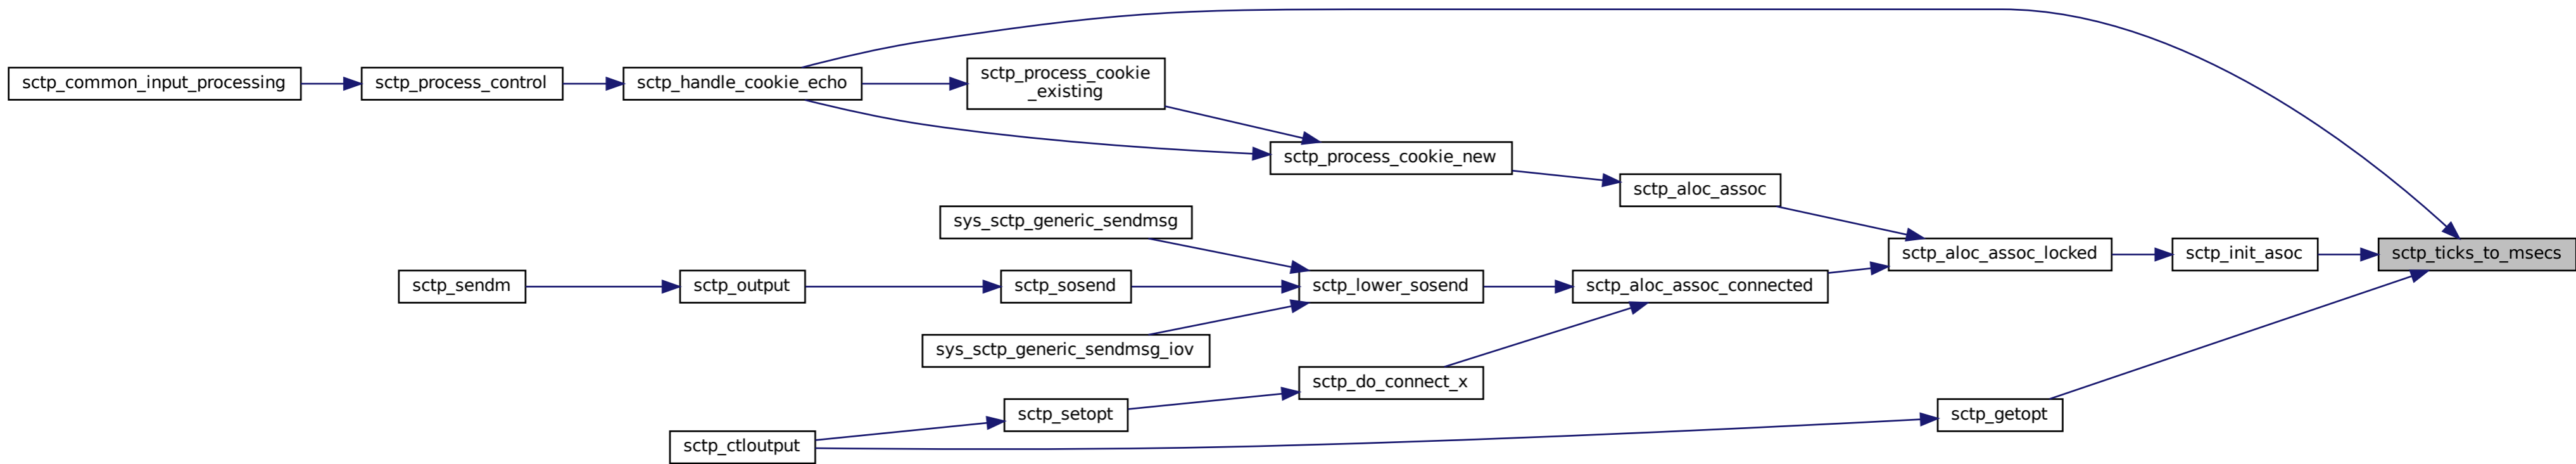 sctp_common_input_processing
sctp_process_control
sctp_handle_cookie_echo
sctp_process_cookie
_existing
sctp_process_cookie_new
sctp_aloc_assoc
sys_sctp_generic_sendmsg
sctp_aloc_assoc_locked
sctp_init_asoc
sctp_ticks_to_msecs
sctp_sendm
sctp_output
sctp_sosend
sctp_lower_sosend
sctp_aloc_assoc_connected
sys_sctp_generic_sendmsg_iov
sctp_do_connect_x
sctp_setopt
sctp_getopt
sctp_ctloutput